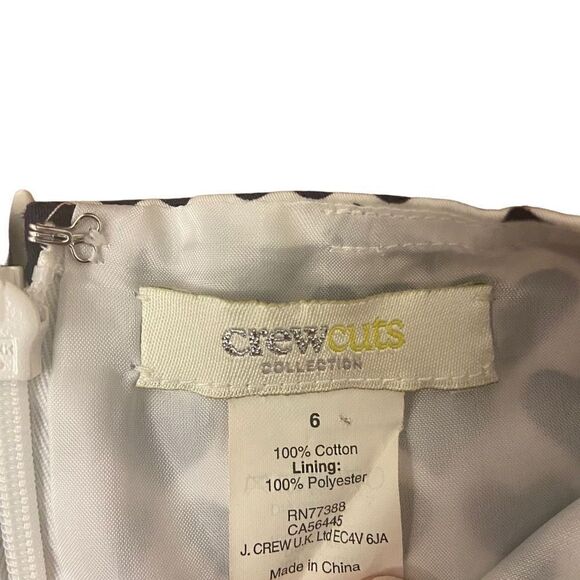 crewcuts
COLLECTION
6
100% Cotton
Lining:
100% Polyester
RN77388
CA56445
J. CREW U.K. Ltd EC4V 6JA
Made in China